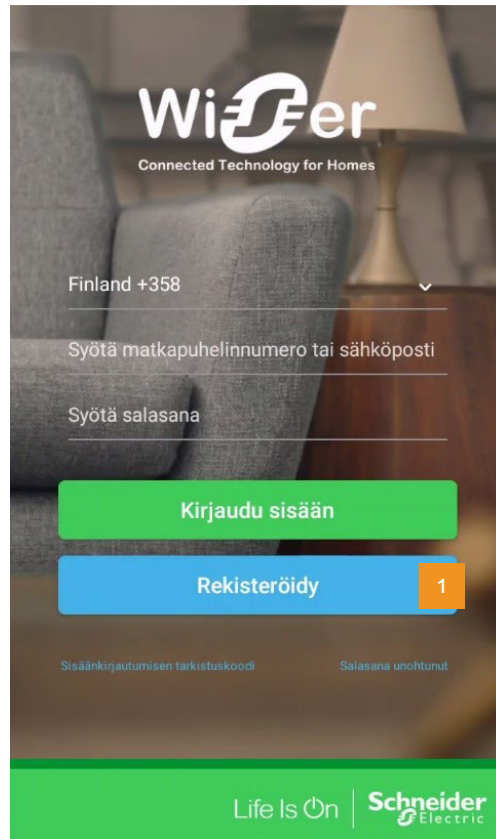 Wiser
Connected Technology for Homes
Finland +358
Syötä matkapuhelinnumero tai sähköposti
Syötä salasana
Kirjaudu sisään
Rekisteröidy 1
Sisäänkirjautumisen tarkistuskoodi Salasana unohtunut
Life Is On Schneider
Electric